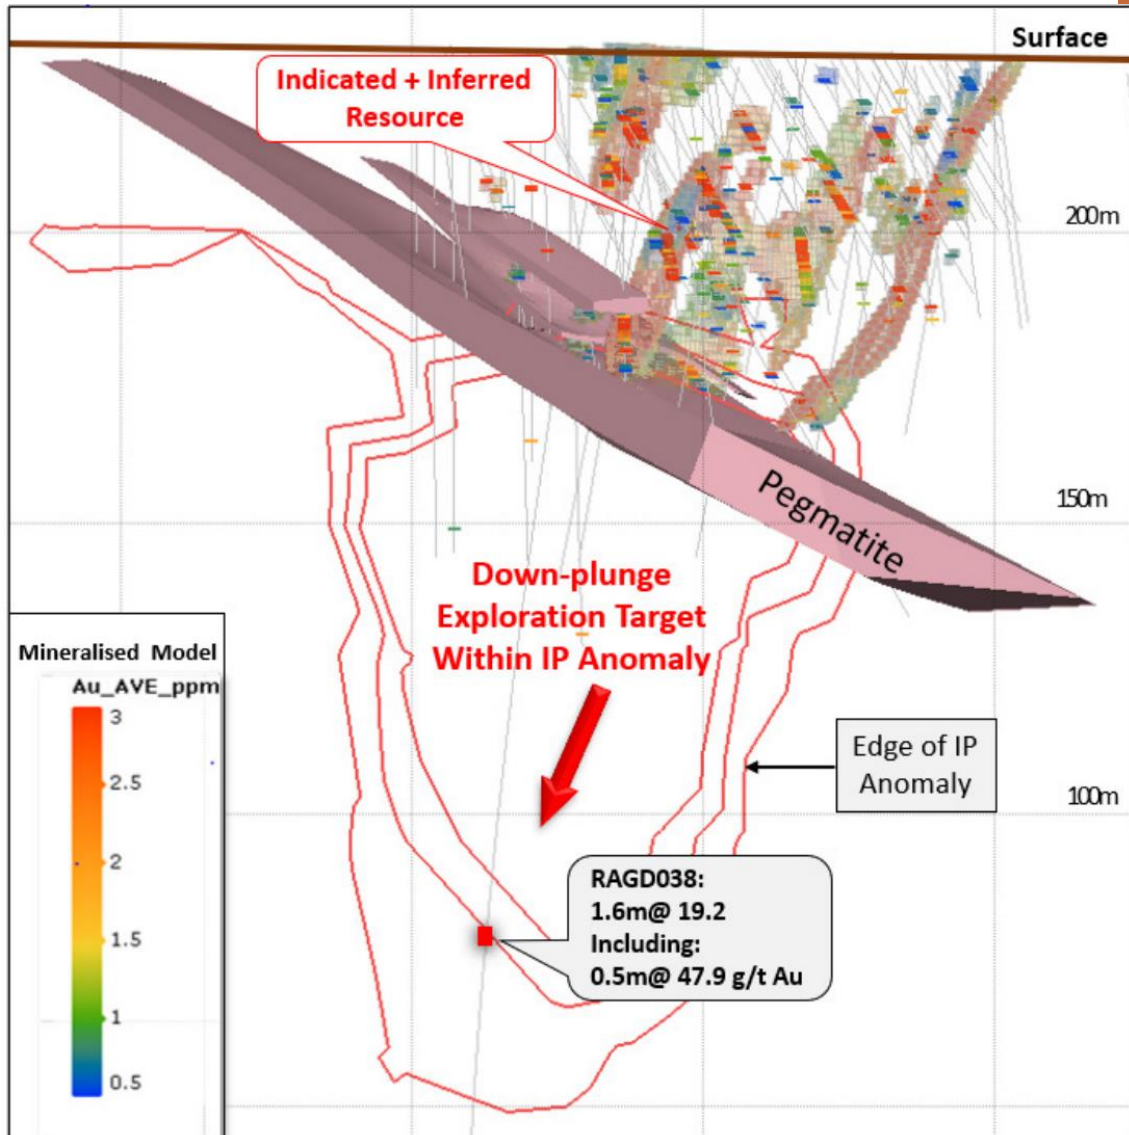 Surface
Indicated + Inferred
Resource
200m
Pegmatite
150m
Down-plunge
Exploration Target
Within IP Anomaly
Mineralised Model
Au_AVE_ppm
3
2.5
2
1.5
1
0.5
Edge of IP
Anomaly
100m
RAGD038:
1.6m@ 19.2
Including:
0.5m@ 47.9 g/t Au